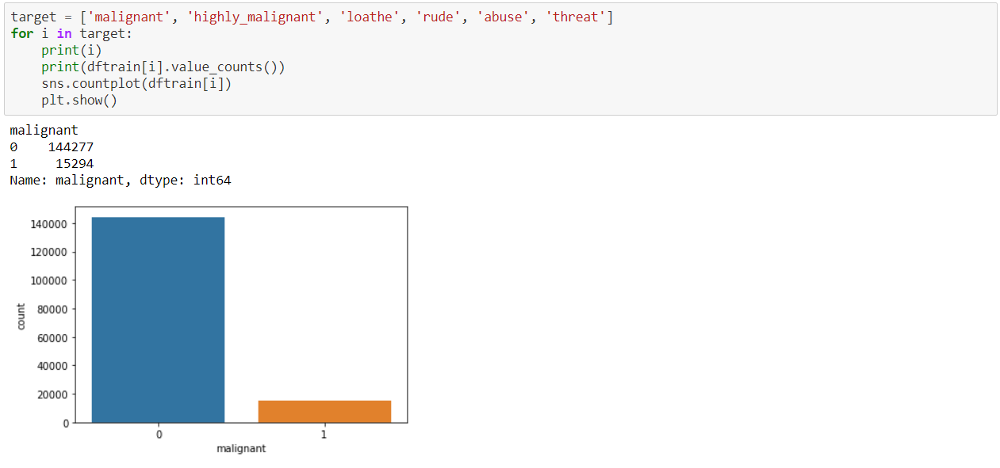 target = ['malignant', 'highly_malignant', 'loathe', 'rude', 'abuse', 'threat']
for i in target:
    print(i)
    print(dftrain[i].value_counts())
    sns.countplot(dftrain[i])
    plt.show()
malignant
0    144277
1     15294
Name: malignant, dtype: int64
140000
120000
100000
80000
60000
40000
20000
0
count
0 1
malignant